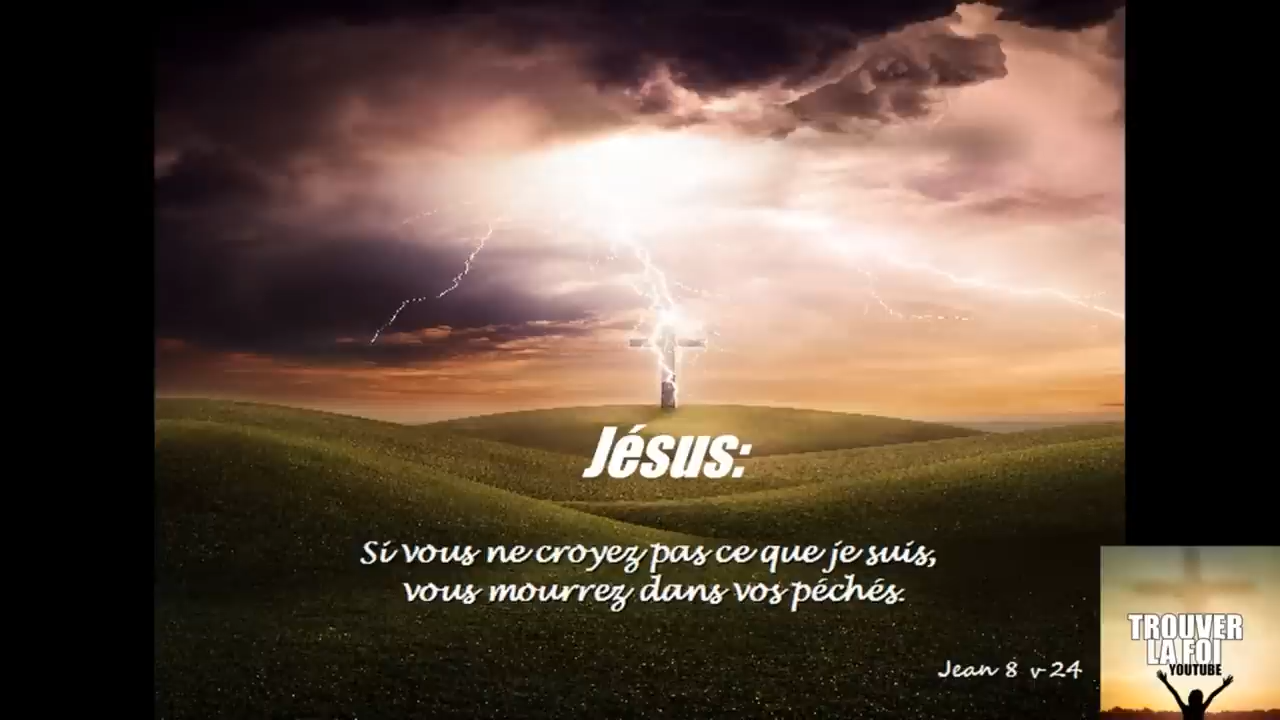 Jésus:
Si vous ne croyez pas ce que je suis,
vous mourrez dans vos péchés.
Jean 8 v 24
TROUVER
LA FOI
YOUTUBE